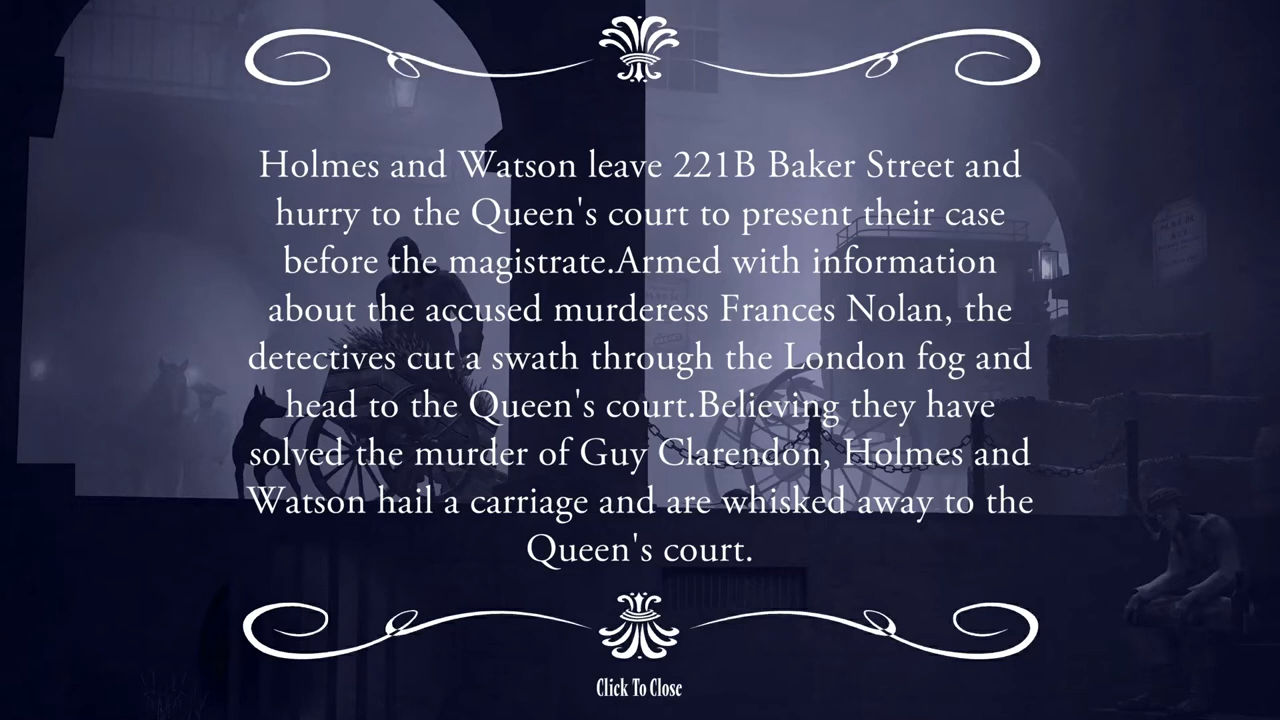 Holmes and Watson leave 221B Baker Street and
hurry to the Queen's court to present their case
before the magistrate.Armed with information
about the accused murderess Frances Nolan, the
detectives cut a swath through the London fog and
head to the Queen's court.Believing they have
solved the murder of Guy Clarendon, Holmes and
Watson hail a carriage and are whisked away to the
Queen's court.
Click To Close